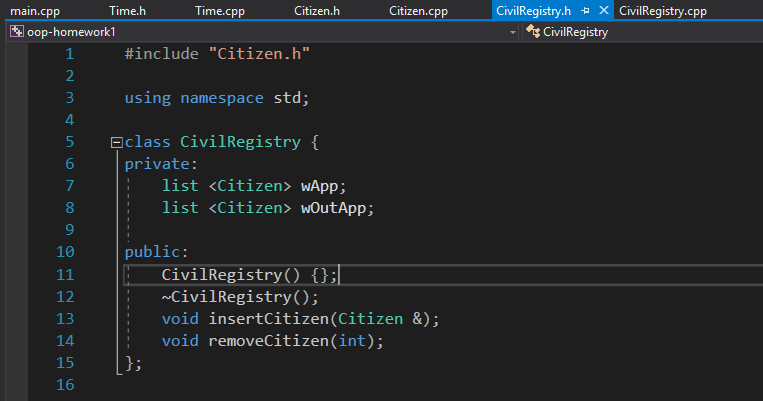 main.cpp Time.h Time.cpp Citizen.h Citizen.cpp CivilRegistry.h CivilRegistry.cpp
oop-homework1 CivilRegistry
1 #include "Citizen.h"
2
3 using namespace std;
4
5 class CivilRegistry {
6 private:
7 list <Citizen> wApp;
8 list <Citizen> wOutApp;
9
10 public:
11 CivilRegistry() {};
12 ~CivilRegistry();
13 void insertCitizen(Citizen &);
14 void removeCitizen(int);
15 };
16